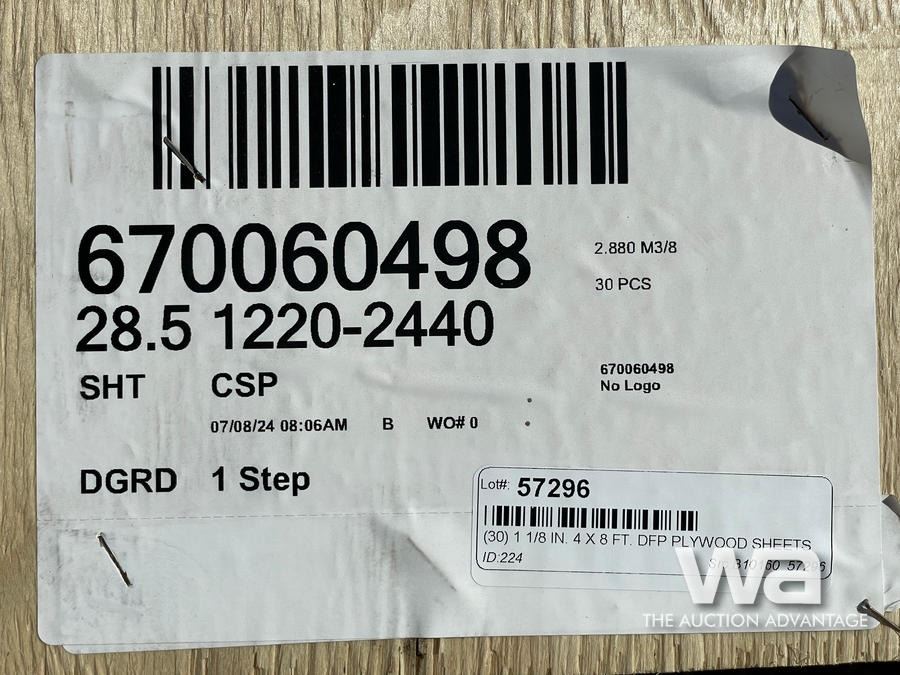 670060498
28.5 1220-2440
2.880 M3/8
30 PCS
SHT CSP
670060498
No Logo
07/08/24 08:06AM B WO# 0
DGRD 1 Step
Lot#: 57296
(30) 1 1/8 IN. 4 X 8 FT. DFP PLYWOOD SHEETS
ID:224
57296
wa
THE AUCTION ADVANTAGE